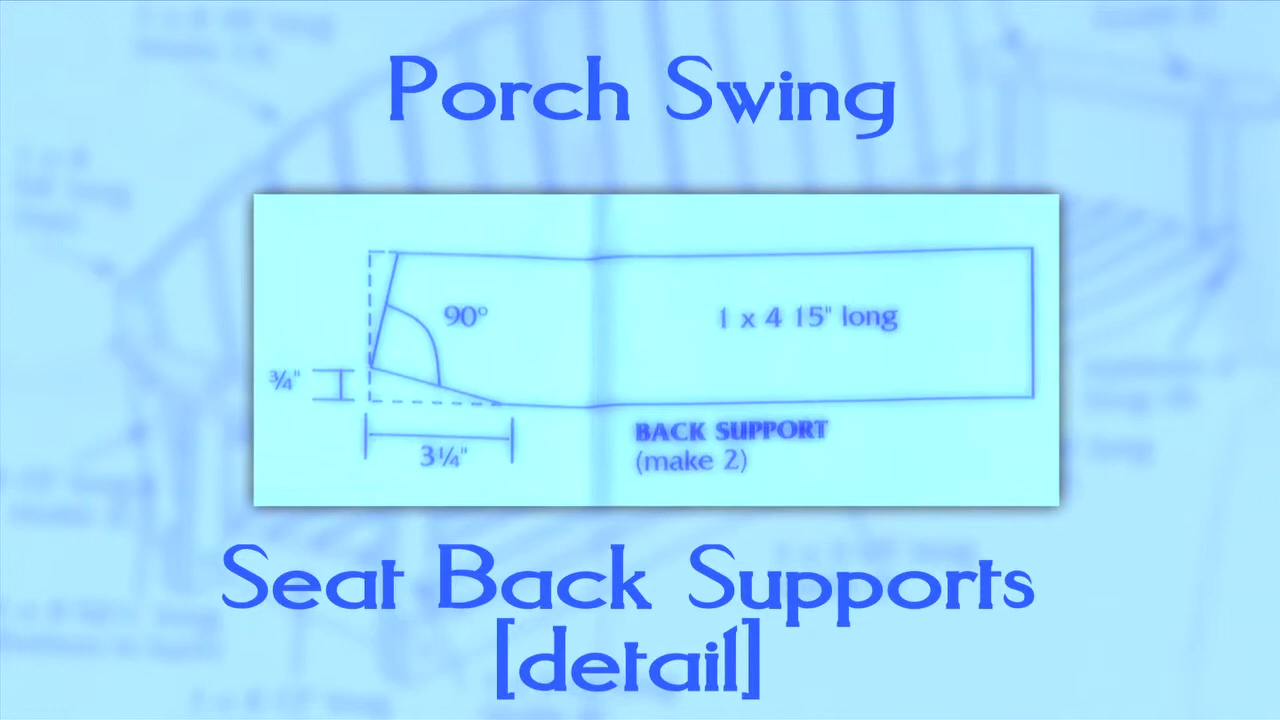 Porch Swing
90°
1 x 4 15" long
¾"
3¼"
BACK SUPPORT
(make 2)
Seat Back Supports
[detail]